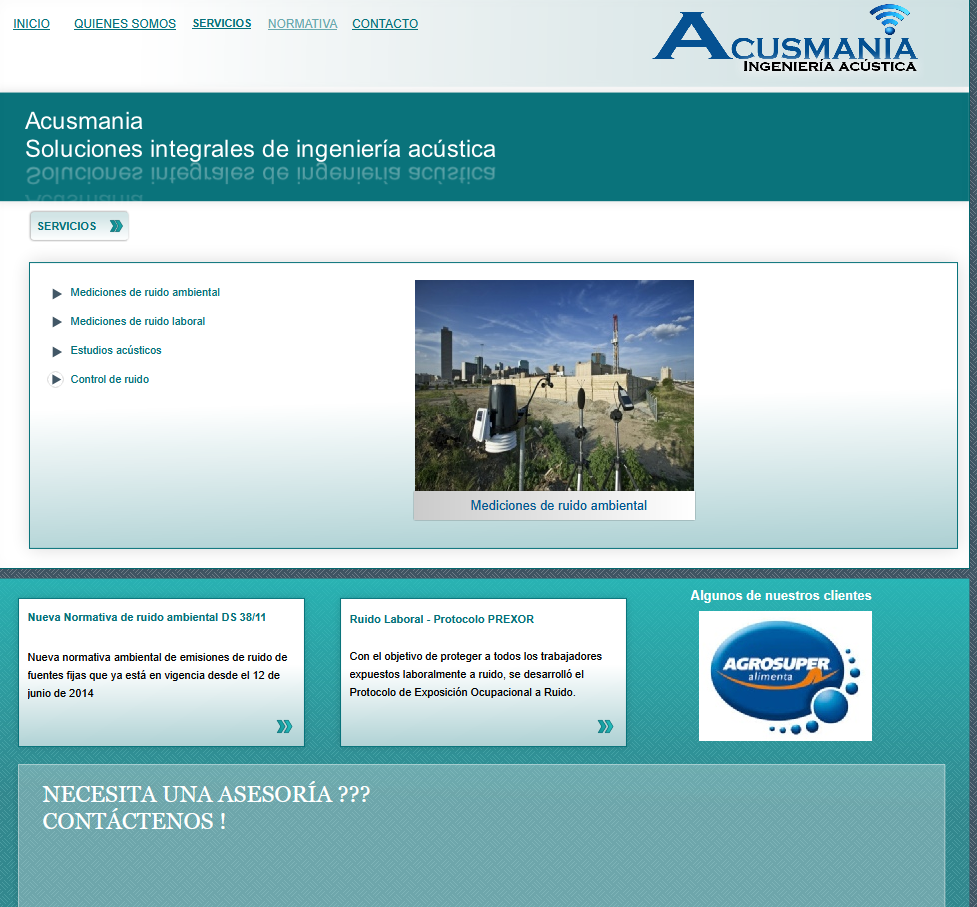 INICIO QUIENES SOMOS SERVICIOS NORMATIVA CONTACTO
ACUSMANIA
INGENIERÍA ACÚSTICA
Acusmania
Soluciones integrales de ingeniería acústica
SERVICIOS
Mediciones de ruido ambiental
Mediciones de ruido laboral
Estudios acústicos
Control de ruido
Mediciones de ruido ambiental
Nueva Normativa de ruido ambiental DS 38/11
Nueva normativa ambiental de emisiones de ruido de
fuentes fijas que ya está en vigencia desde el 12 de
junio de 2014
Ruido Laboral - Protocolo PREXOR
Con el objetivo de proteger a todos los trabajadores
expuestos laboralmente a ruido, se desarrolló el
Protocolo de Exposición Ocupacional a Ruido.
Algunos de nuestros clientes
AGROSUPER
alimenta
NECESITA UNA ASESORÍA ???
CONTÁCTENOS !